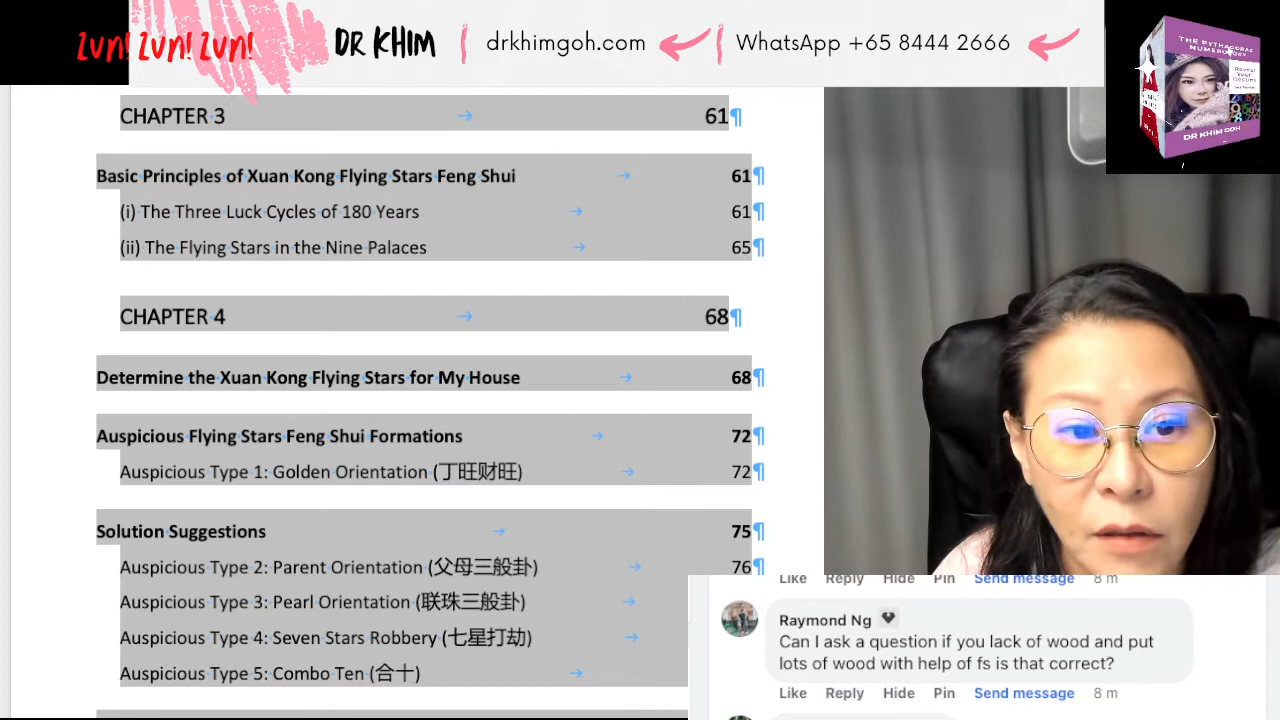 ZUn! ZUn! ZUn!
DR KHIM
drkhimgoh.com
WhatsApp +65 8444 2666
THE PYTHAGORAS
NUMEROLOGY
DR KHIM GOH
CHAPTER 3 → 61¶
Basic Principles of Xuan Kong Flying Stars Feng Shui → 61¶
(i) The Three Luck Cycles of 180 Years → 61¶
(ii) The Flying Stars in the Nine Palaces → 65¶
CHAPTER 4 → 68¶
Determine the Xuan Kong Flying Stars for My House → 68¶
Auspicious Flying Stars Feng Shui Formations → 72¶
Auspicious Type 1: Golden Orientation (丁旺财旺) → 72¶
Solution Suggestions → 75¶
Auspicious Type 2: Parent Orientation (父母三般卦) → 76¶
Auspicious Type 3: Pearl Orientation (联珠三般卦) →
Auspicious Type 4: Seven Stars Robbery (七星打劫) →
Auspicious Type 5: Combo Ten (合十) →
Like Reply Hide Pin Send message 8 m
Raymond Ng
Can I ask a question if you lack of wood and put
lots of wood with help of fs is that correct?
Like Reply Hide Pin Send message 8 m